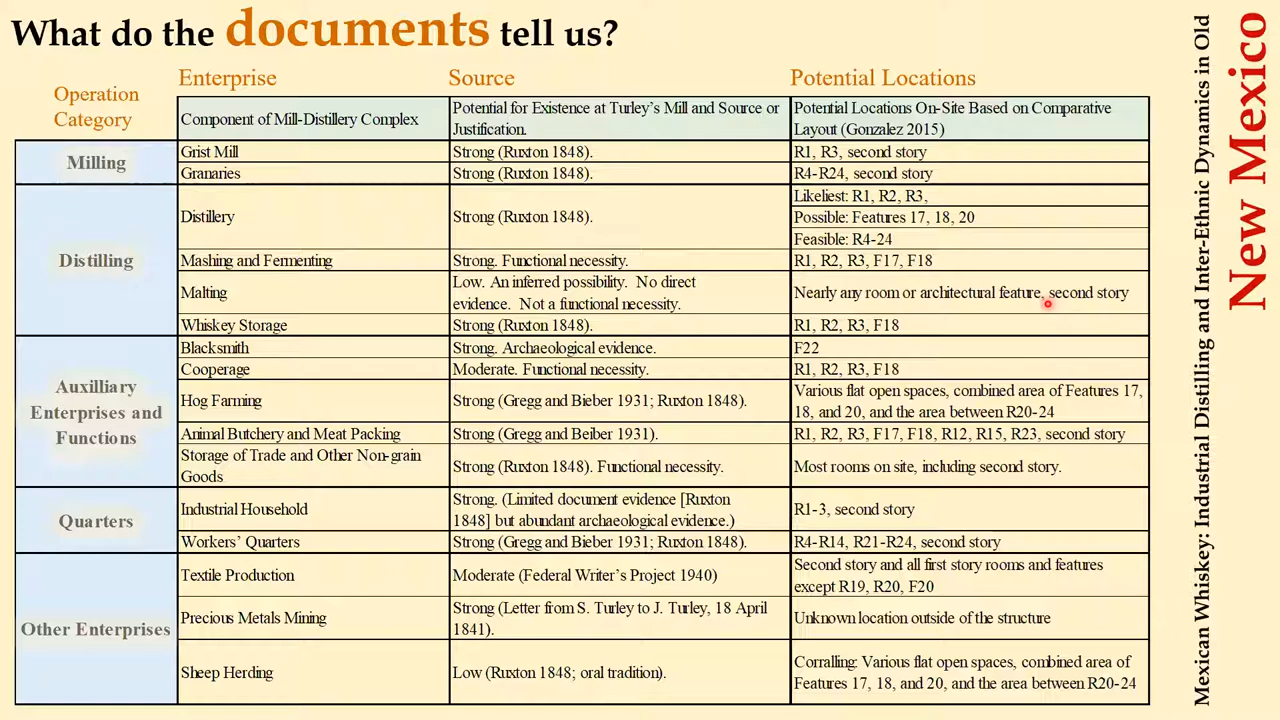 What do the documents tell us?
Operation
Category
Enterprise
Source
Potential Locations
Component of Mill-Distillery Complex
Potential for Existence at Turley's Mill and Source or
Justification.
Potential Locations On-Site Based on Comparative
Layout (Gonzalez 2015)
Milling
Grist Mill
Strong (Ruxton 1848).
R1, R3, second story
Granaries
Strong (Ruxton 1848).
R4-R24, second story
Distilling
Distillery
Strong (Ruxton 1848).
Likeliest: R1, R2, R3,
Possible: Features 17, 18, 20
Feasible: R4-24
Mashing and Fermenting
Strong. Functional necessity.
R1, R2, R3, F17, F18
Malting
Low. An inferred possibility. No direct
evidence. Not a functional necessity.
Nearly any room or architectural feature, second story
Whiskey Storage
Strong (Ruxton 1848).
R1, R2, R3, F18
Auxilliary
Enterprises and
Functions
Blacksmith
Strong. Archaeological evidence.
F22
Cooperage
Moderate. Functional necessity.
R1, R2, R3, F18
Hog Farming
Strong (Gregg and Bieber 1931; Ruxton 1848).
Various flat open spaces, combined area of Features 17,
18, and 20, and the area between R20-24
Animal Butchery and Meat Packing
Strong (Gregg and Beiber 1931).
R1, R2, R3, F17, F18, R12, R15, R23, second story
Storage of Trade and Other Non-grain
Goods
Strong (Ruxton 1848). Functional necessity.
Most rooms on site, including second story.
Quarters
Industrial Household
Strong. (Limited document evidence [Ruxton
1848] but abundant archaeological evidence.)
R1-3, second story
Workers' Quarters
Strong (Gregg and Bieber 1931; Ruxton 1848).
R4-R14, R21-R24, second story
Other Enterprises
Textile Production
Moderate (Federal Writer's Project 1940)
Second story and all first story rooms and features
except R19, R20, F20
Precious Metals Mining
Strong (Letter from S. Turley to J. Turley, 18 April
1841).
Unknown location outside of the structure
Sheep Herding
Low (Ruxton 1848; oral tradition).
Corralling: Various flat open spaces, combined area of
Features 17, 18, and 20, and the area between R20-24
Mexican Whiskey: Industrial Distilling and Inter-Ethnic Dynamics in Old
New Mexico